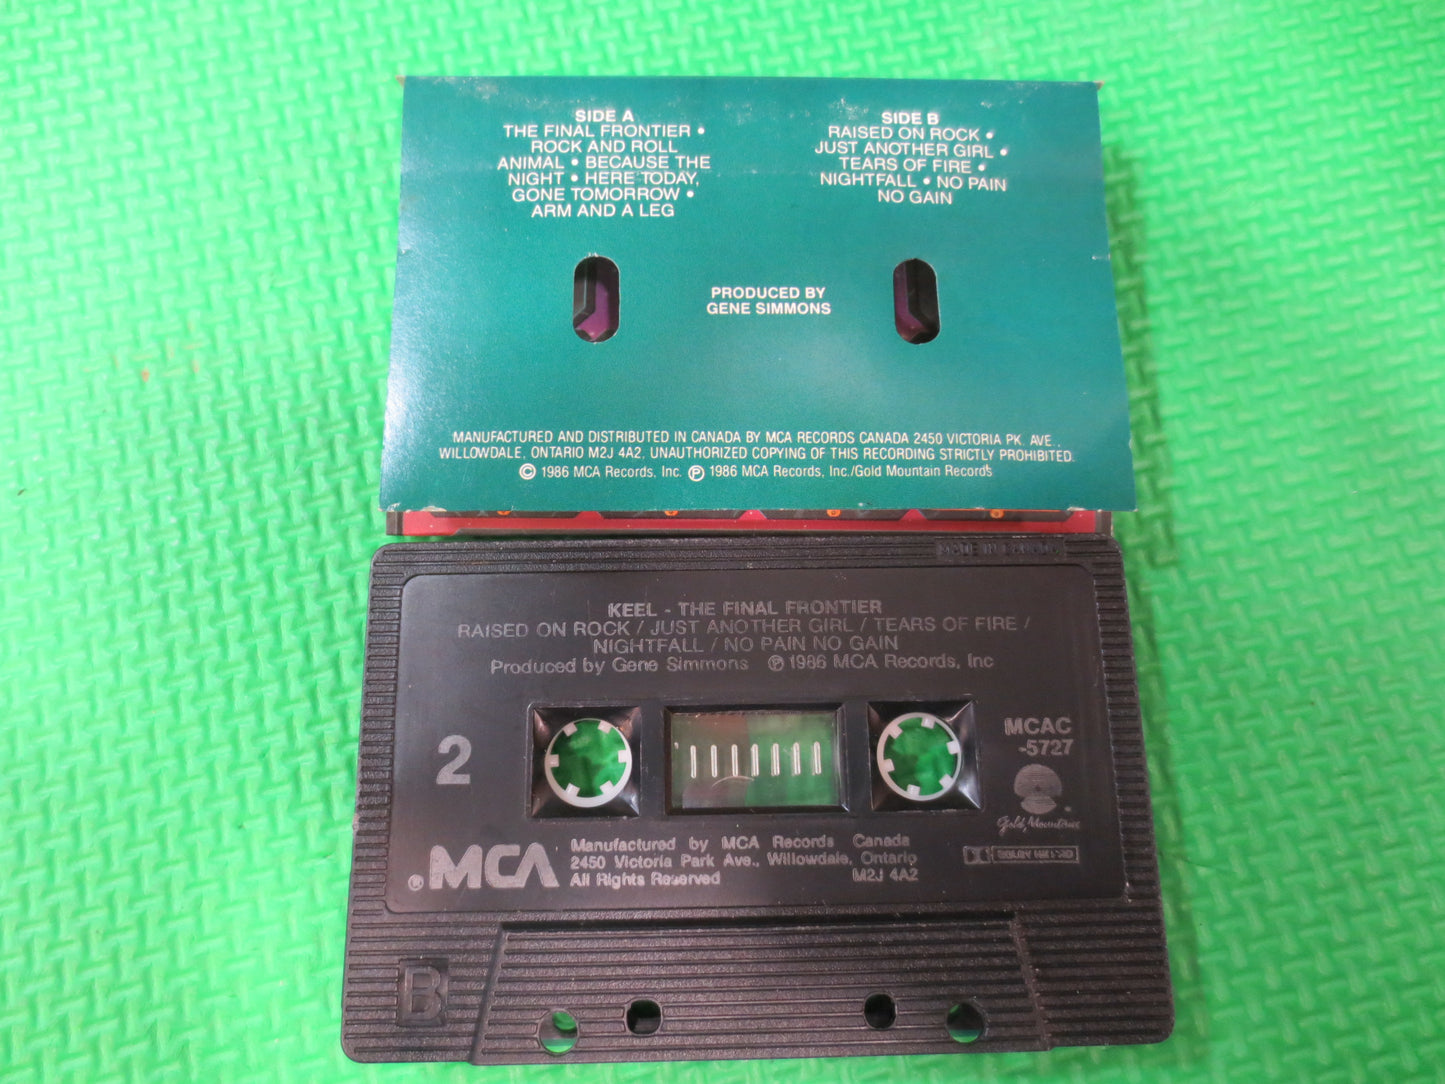 SIDE A
THE FINAL FRONTIER •
ROCK AND ROLL
ANIMAL • BECAUSE THE
NIGHT • HERE TODAY,
GONE TOMORROW •
ARM AND A LEG
SIDE B
RAISED ON ROCK •
JUST ANOTHER GIRL •
TEARS OF FIRE •
NIGHTFALL • NO PAIN
NO GAIN
PRODUCED BY
GENE SIMMONS
MANUFACTURED AND DISTRIBUTED IN CANADA BY MCA RECORDS CANADA 2450 VICTORIA PK. AVE.,
WILLOWDALE, ONTARIO M2J 4A2. UNAUTHORIZED COPYING OF THIS RECORDING STRICTLY PROHIBITED.
© 1986 MCA Records, Inc. ℗ 1986 MCA Records, Inc./Gold Mountain Records
MADE IN CANADA
KEEL - THE FINAL FRONTIER
RAISED ON ROCK / JUST ANOTHER GIRL / TEARS OF FIRE /
NIGHTFALL / NO PAIN NO GAIN
Produced by Gene Simmons ℗ 1986 MCA Records, Inc
2
MCAC
-5727
Gold Mountain
®MCA
Manufactured by MCA Records Canada
2450 Victoria Park Ave., Willowdale, Ontario
All Rights Reserved M2J 4A2
DOLBY HX PRO
B